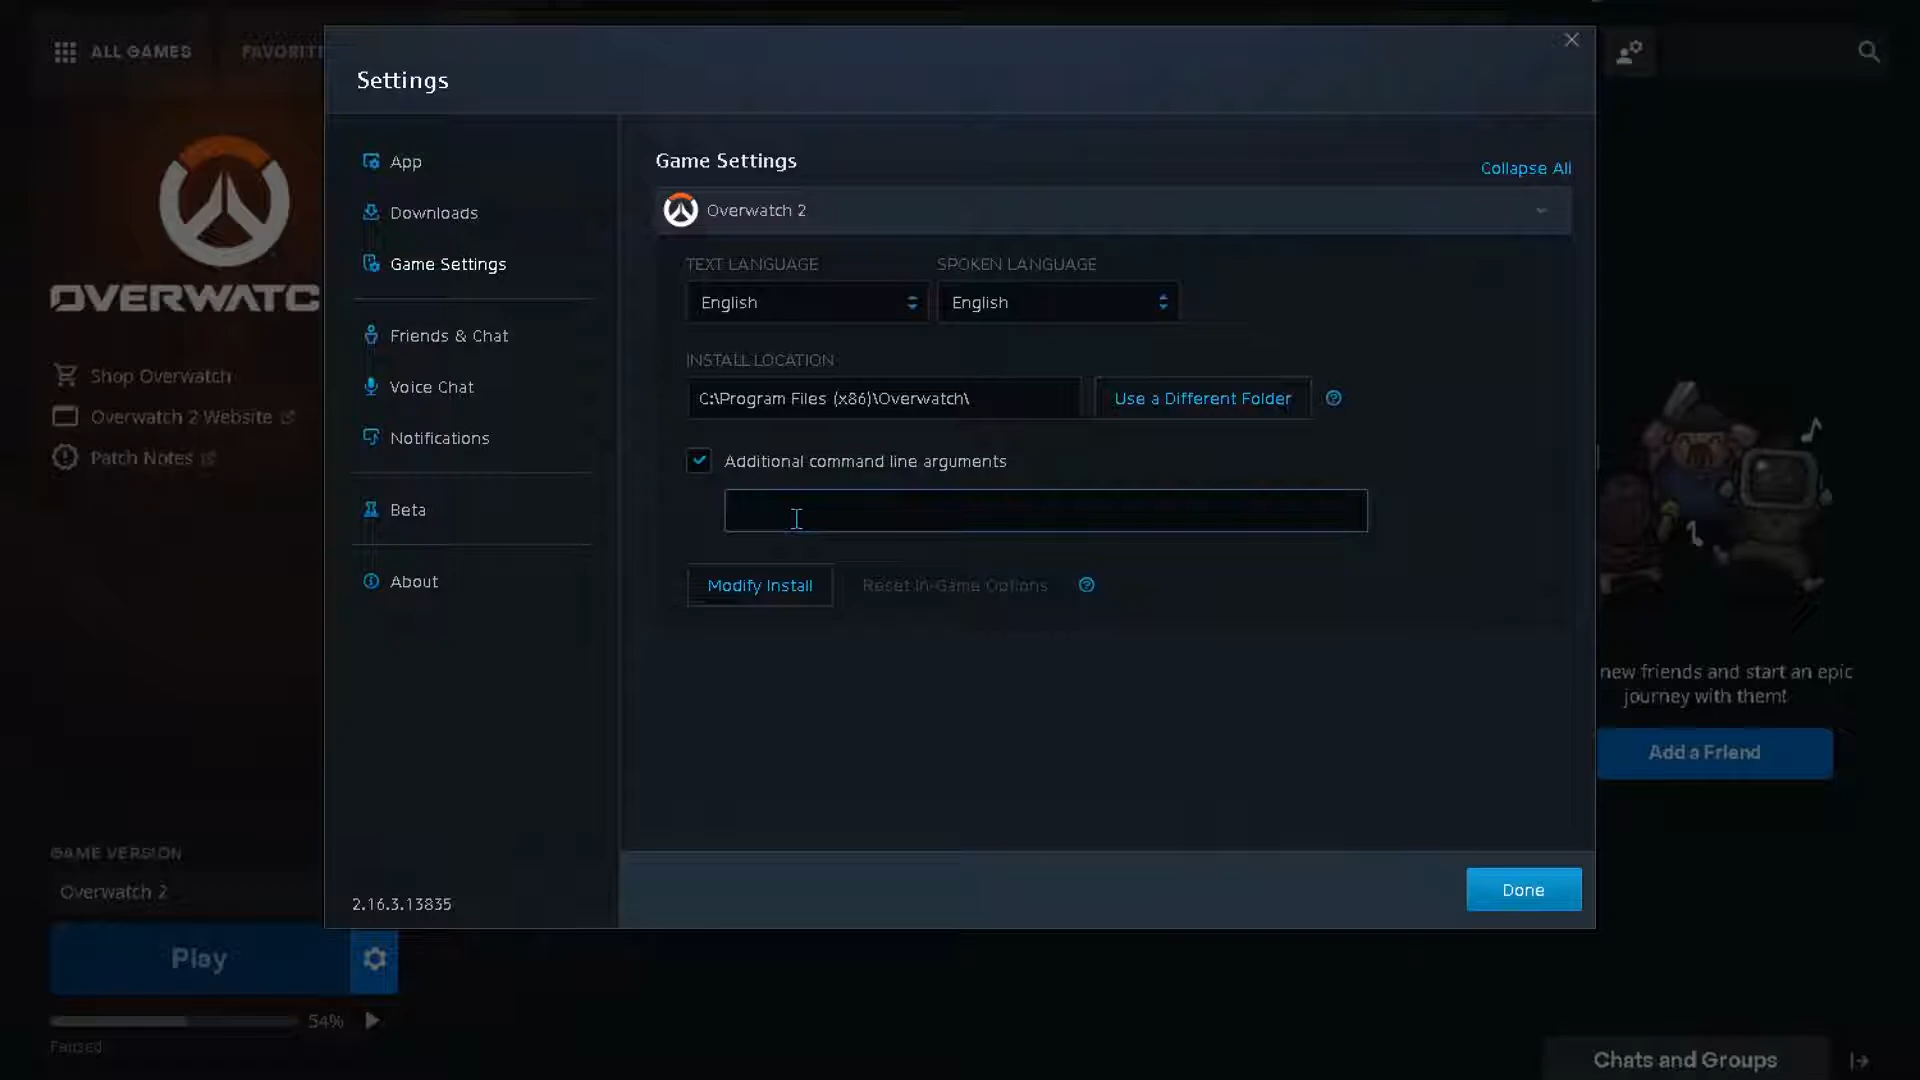 ALL GAMES
FAVORIT
Settings
App
Downloads
Game Settings
Friends & Chat
Voice Chat
Notifications
Beta
About
2.16.3.13835
Game Settings
Collapse All
Overwatch 2
TEXT LANGUAGE
SPOKEN LANGUAGE
English
English
INSTALL LOCATION
C:\Program Files (x86)\Overwatch\
Use a Different Folder
Additional command line arguments
Modify Install
Reset In-Game Options
Done
OVERWATC
Shop Overwatch
Overwatch 2 Website
Patch Notes
GAME VERSION
Overwatch 2
Play
54%
Paused
new friends and start an epic
journey with them!
Add a Friend
Chats and Groups